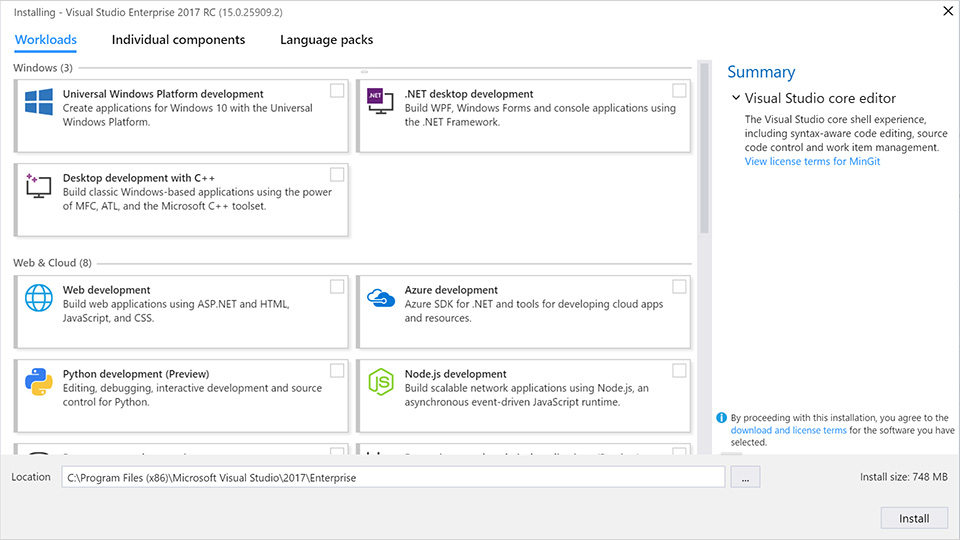 Installing - Visual Studio Enterprise 2017 RC (15.0.25909.2)
Workloads
Individual components
Language packs
Windows (3)
Universal Windows Platform development
Create applications for Windows 10 with the Universal
Windows Platform.
.NET
.NET desktop development
Build WPF, Windows Forms and console applications using
the .NET Framework.
Desktop development with C++
Build classic Windows-based applications using the power
of MFC, ATL, and the Microsoft C++ toolset.
Web & Cloud (8)
Web development
Build web applications using ASP.NET and HTML,
JavaScript, and CSS.
Azure development
Azure SDK for .NET and tools for developing cloud apps
and resources.
Python development (Preview)
Editing, debugging, interactive development and source
control for Python.
JS
Node.js development
Build scalable network applications using Node.js, an
asynchronous event-driven JavaScript runtime.
Summary
Visual Studio core editor
The Visual Studio core shell experience,
including syntax-aware code editing, source
code control and work item management.
View license terms for MinGit
By proceeding with this installation, you agree to the
download and license terms for the software you have
selected.
Location
C:\Program Files (x86)\Microsoft Visual Studio\2017\Enterprise
...
Install size: 748 MB
Install